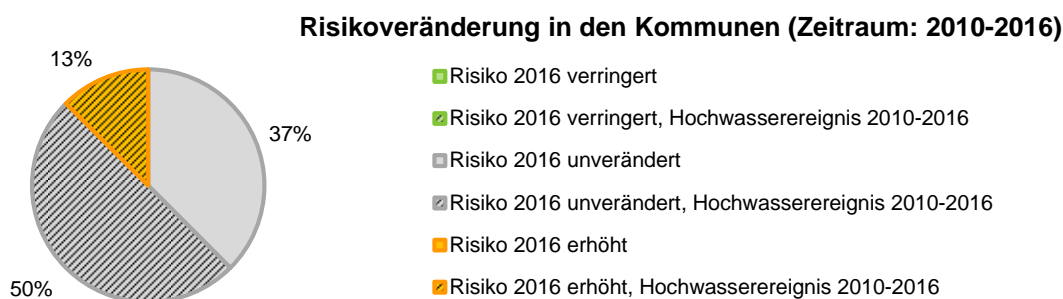 Risikoveränderung in den Kommunen (Zeitraum: 2010-2016)
13%
37%
50%
Risiko 2016 verringert
Risiko 2016 verringert, Hochwasserereignis 2010-2016
Risiko 2016 unverändert
Risiko 2016 unverändert, Hochwasserereignis 2010-2016
Risiko 2016 erhöht
Risiko 2016 erhöht, Hochwasserereignis 2010-2016